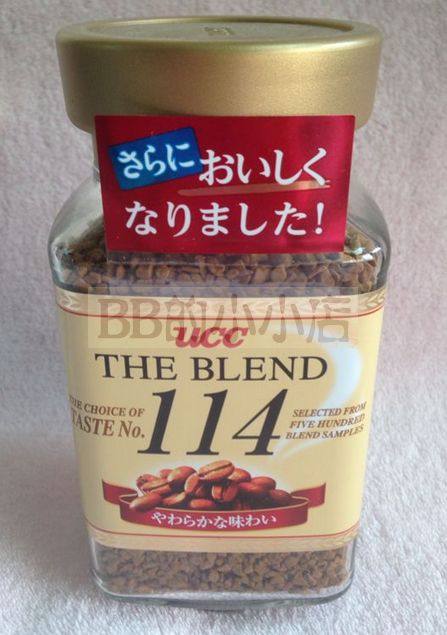 さらにおいしく
なりました!
BB的小小店
UCC
THE BLEND
THE CHOICE OF
TASTE No.
114
SELECTED FROM
FIVE HUNDRED
BLEND SAMPLES
やわらかな味わい